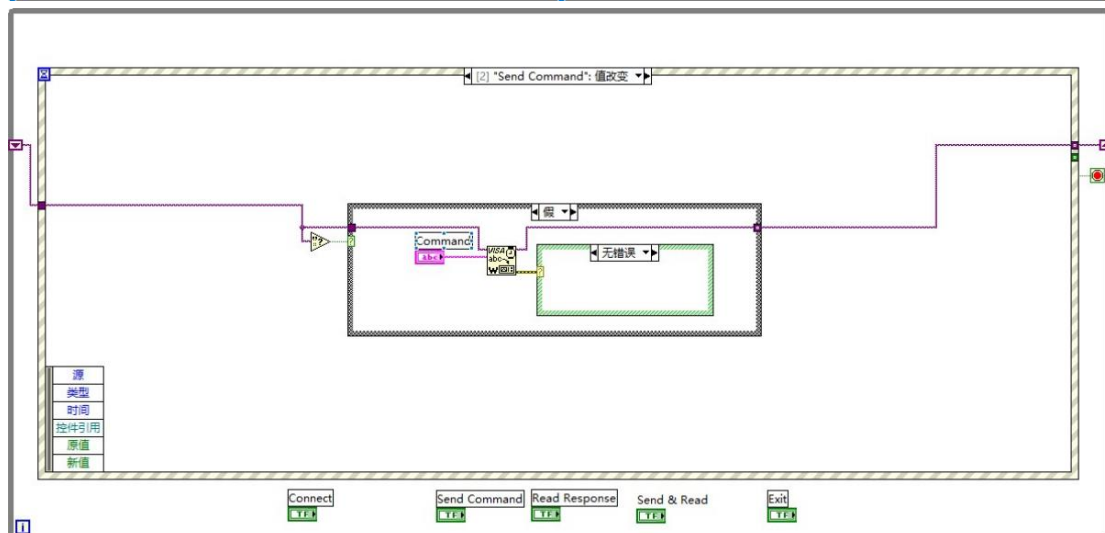 [2] "Send Command": 值改变
假
Command
abc
VISA
abc
W
无错误
源
类型
时间
控件引用
原值
新值
Connect
Send Command
Read Response
Send & Read
Exit
TF
TF
TF
TF
TF
i